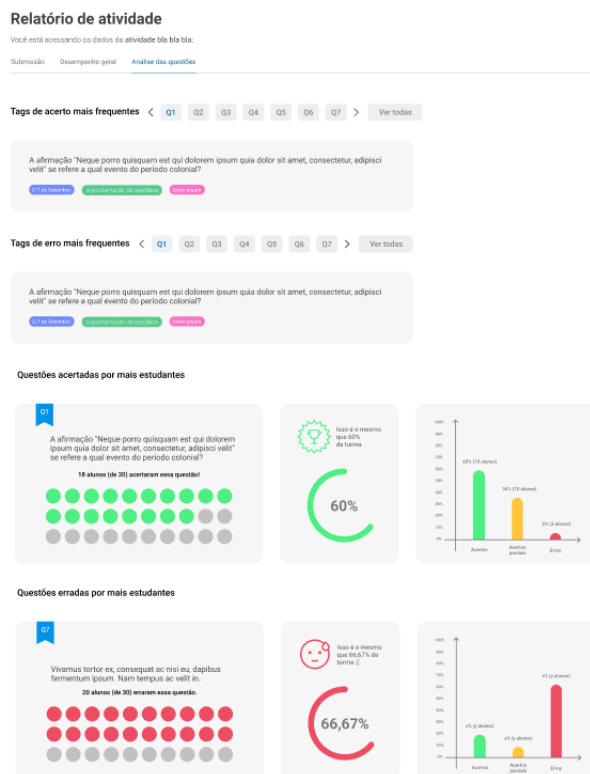 Relatório de atividade
Você está acessando os dados da atividade bla bla bla:
Submissão Desempenho geral Análise das questões
Tags de acerto mais frequentes < Q1 Q2 Q3 Q4 Q5 Q6 Q7 > Ver todas
A afirmação "Neque porro quisquam est qui dolorem ipsum quia dolor sit amet, consectetur, adipisci
velit" se refere a qual evento do período colonial?
O 7 de Setembro a proclamação da república lorem ipsum
Tags de erro mais frequentes < Q1 Q2 Q3 Q4 Q5 Q6 Q7 > Ver todas
A afirmação "Neque porro quisquam est qui dolorem ipsum quia dolor sit amet, consectetur, adipisci
velit" se refere a qual evento do período colonial?
O 7 de Setembro a proclamação da república lorem ipsum
Questões acertadas por mais estudantes
Q1
A afirmação "Neque porro quisquam est qui dolorem
ipsum quia dolor sit amet, consectetur, adipisci velit"
se refere a qual evento do período colonial?
18 alunos (de 30) acertaram essa questão!
Isso é o mesmo
que 60%
da turma
60%
100%
90%
80%
70%
60%
50%
40%
30%
20%
10%
0%
60% (18 alunos)
5% (3 alunos)
Acertos
Acertos
parciais
Erros
Questões erradas por mais estudantes
Q7
Vivamus tortor ex, consequat ac nisi eu, dapibus
fermentum ipsum. Nam tempus ac velit in.
20 alunos (de 30) erraram essa questão.
Isso é o mesmo
que 66,67% da
turma :(
66,67%
100%
90%
80%
70%
60%
50%
40%
30%
20%
10%
0%
x% (y alunos)
x% (y alunos)
x% (y alunos)
Acertos
Acertos
parciais
Erros